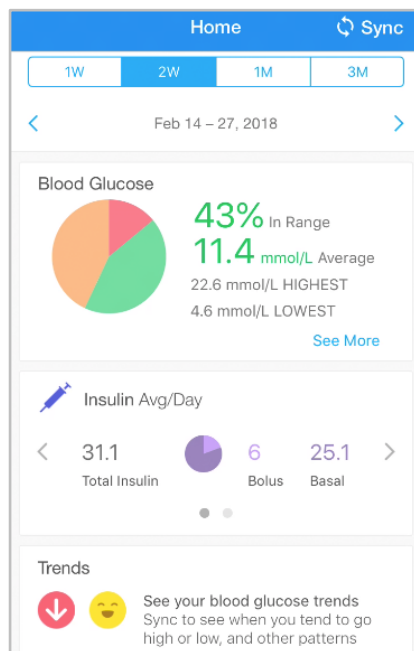 Home
Sync
1W 2W 1M 3M
Feb 14 – 27, 2018
Blood Glucose
43% In Range
11.4 mmol/L Average
22.6 mmol/L HIGHEST
4.6 mmol/L LOWEST
See More
Insulin Avg/Day
31.1 6 25.1
Total Insulin Bolus Basal
Trends
See your blood glucose trends
Sync to see when you tend to go
high or low, and other patterns